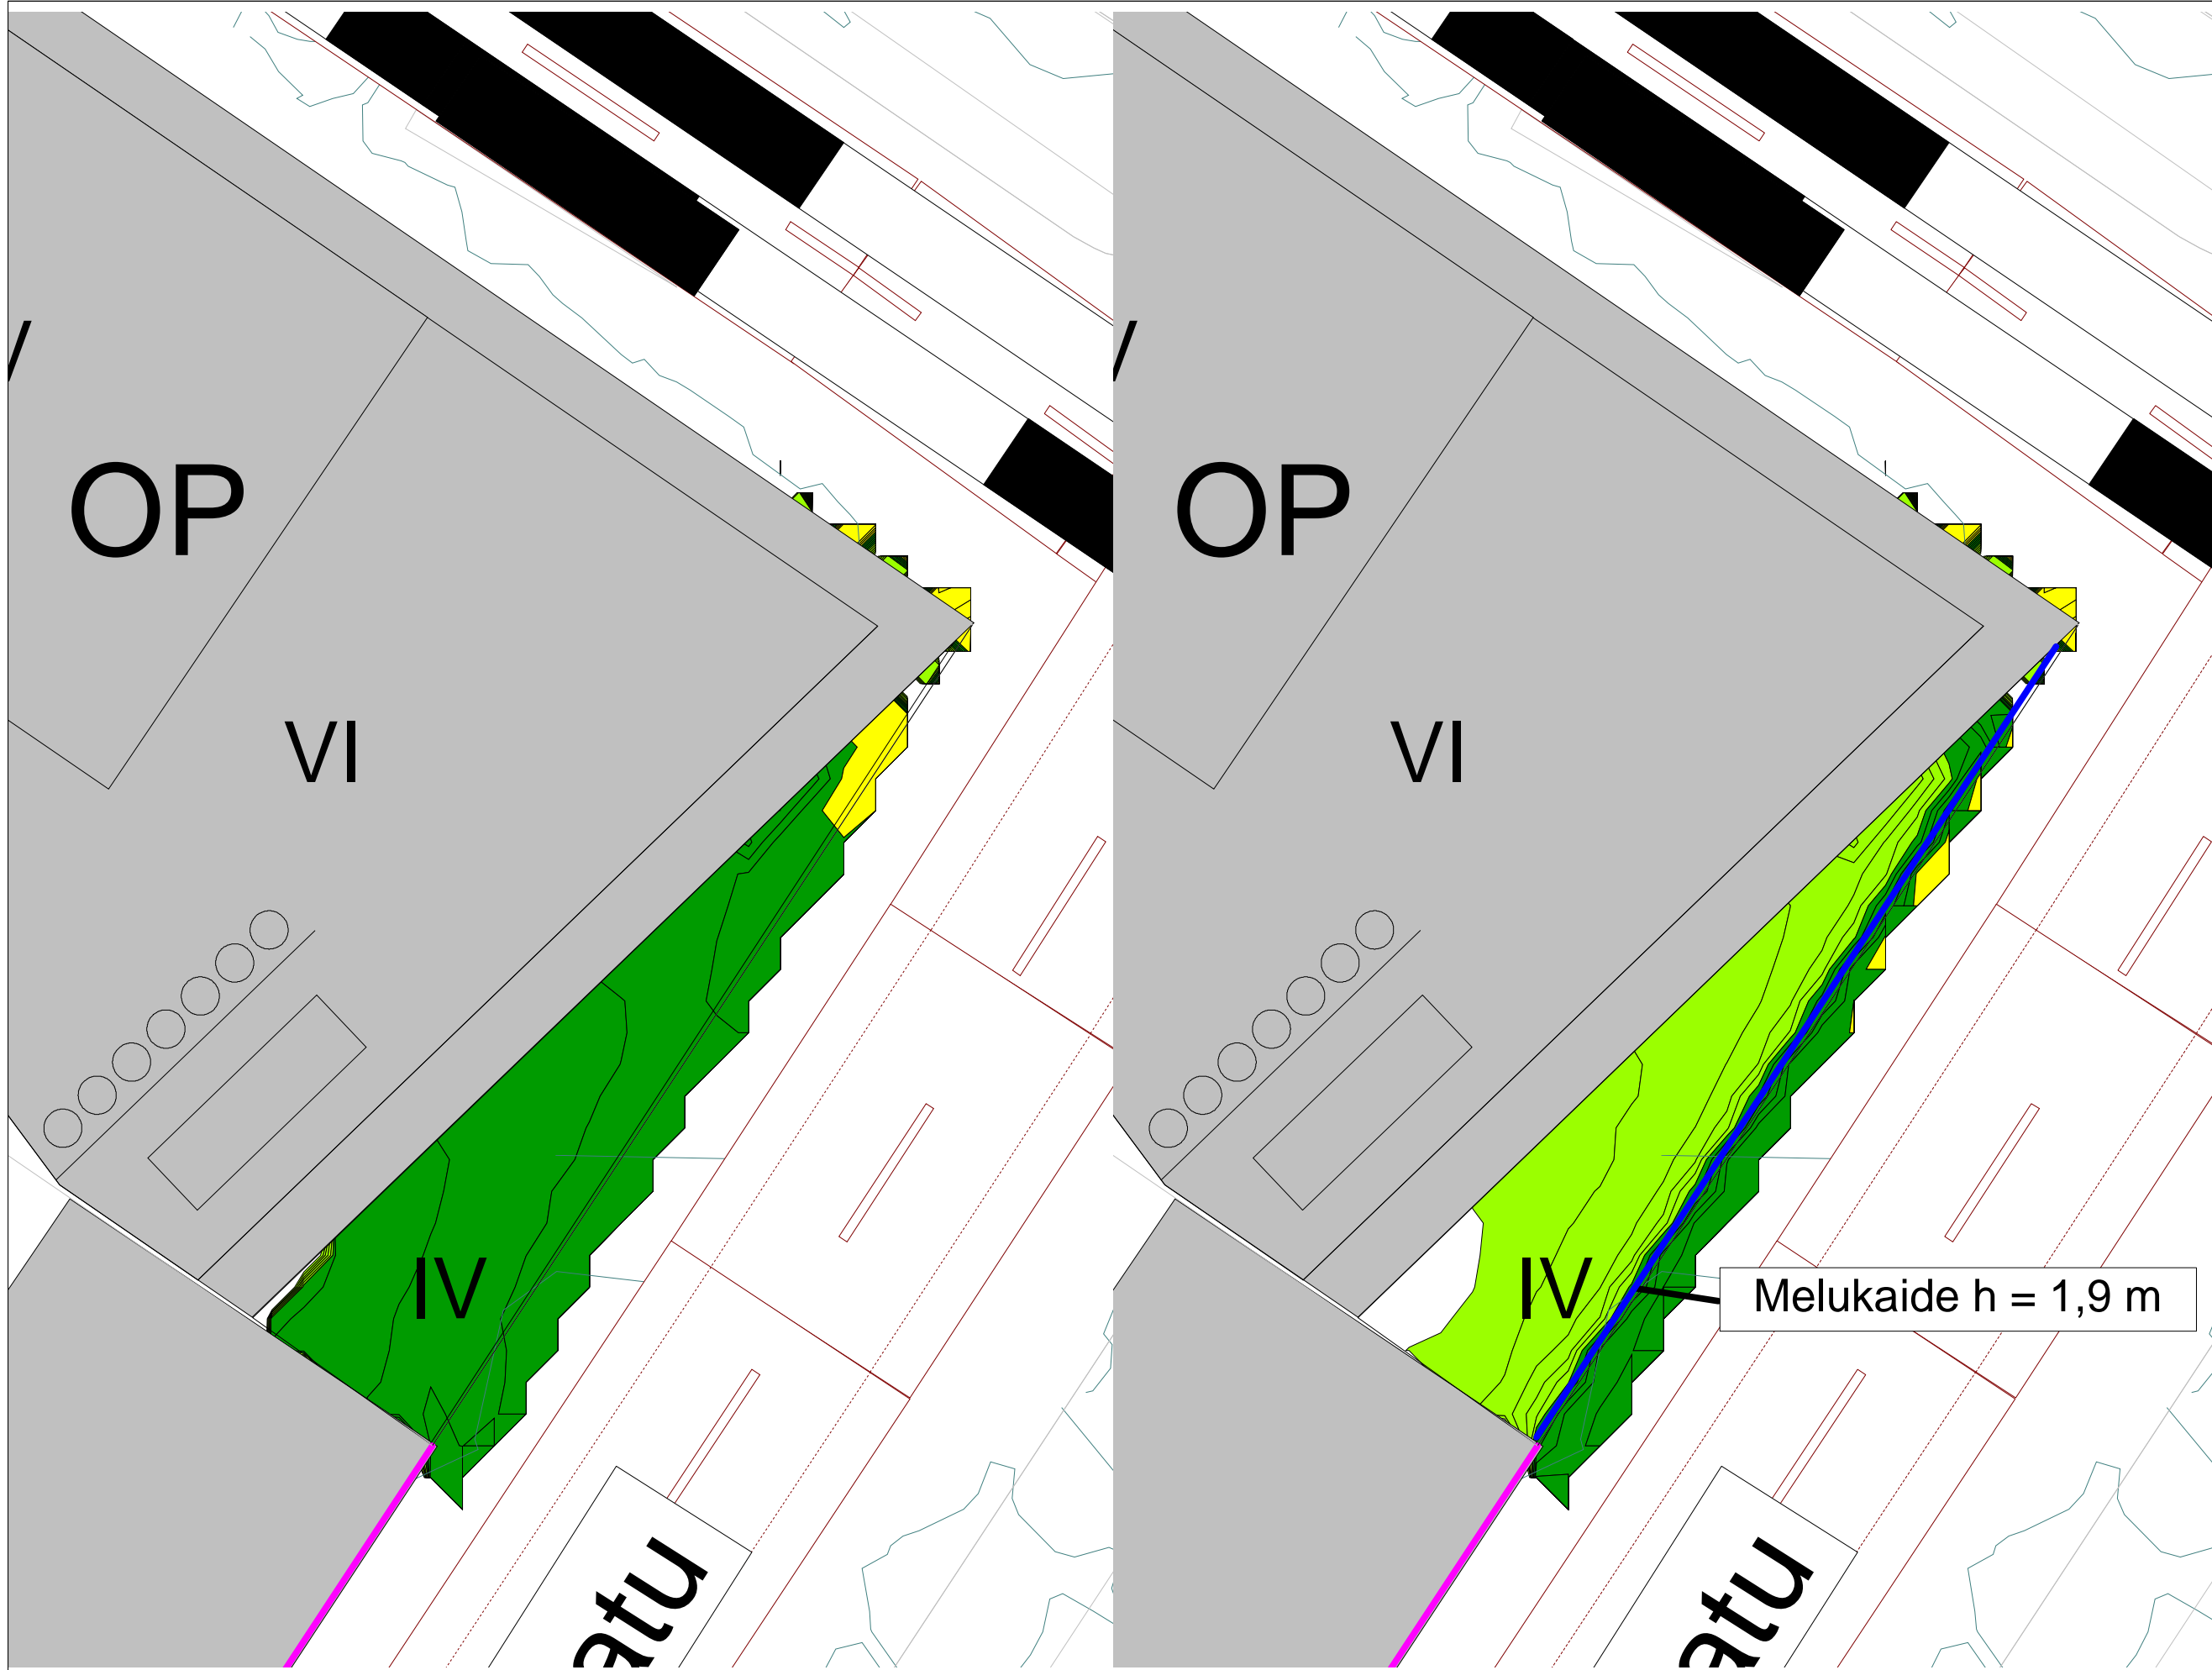 V
OP
VI
IV
atu
V
OP
VI
IV
Melukaide h = 1,9 m
atu